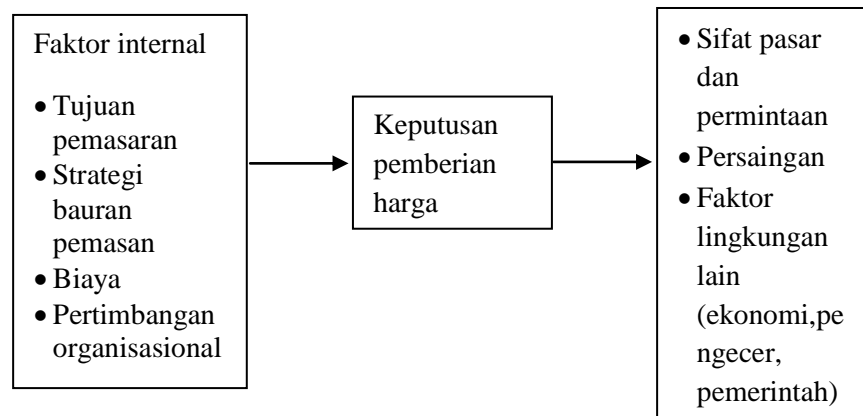 Faktor internal
• Tujuan
pemasaran
• Strategi
bauran
pemasan
• Biaya
• Pertimbangan
organisasional
Keputusan
pemberian
harga
• Sifat pasar
dan
permintaan
• Persaingan
• Faktor
lingkungan
lain
(ekonomi,pe
ngecer,
pemerintah)